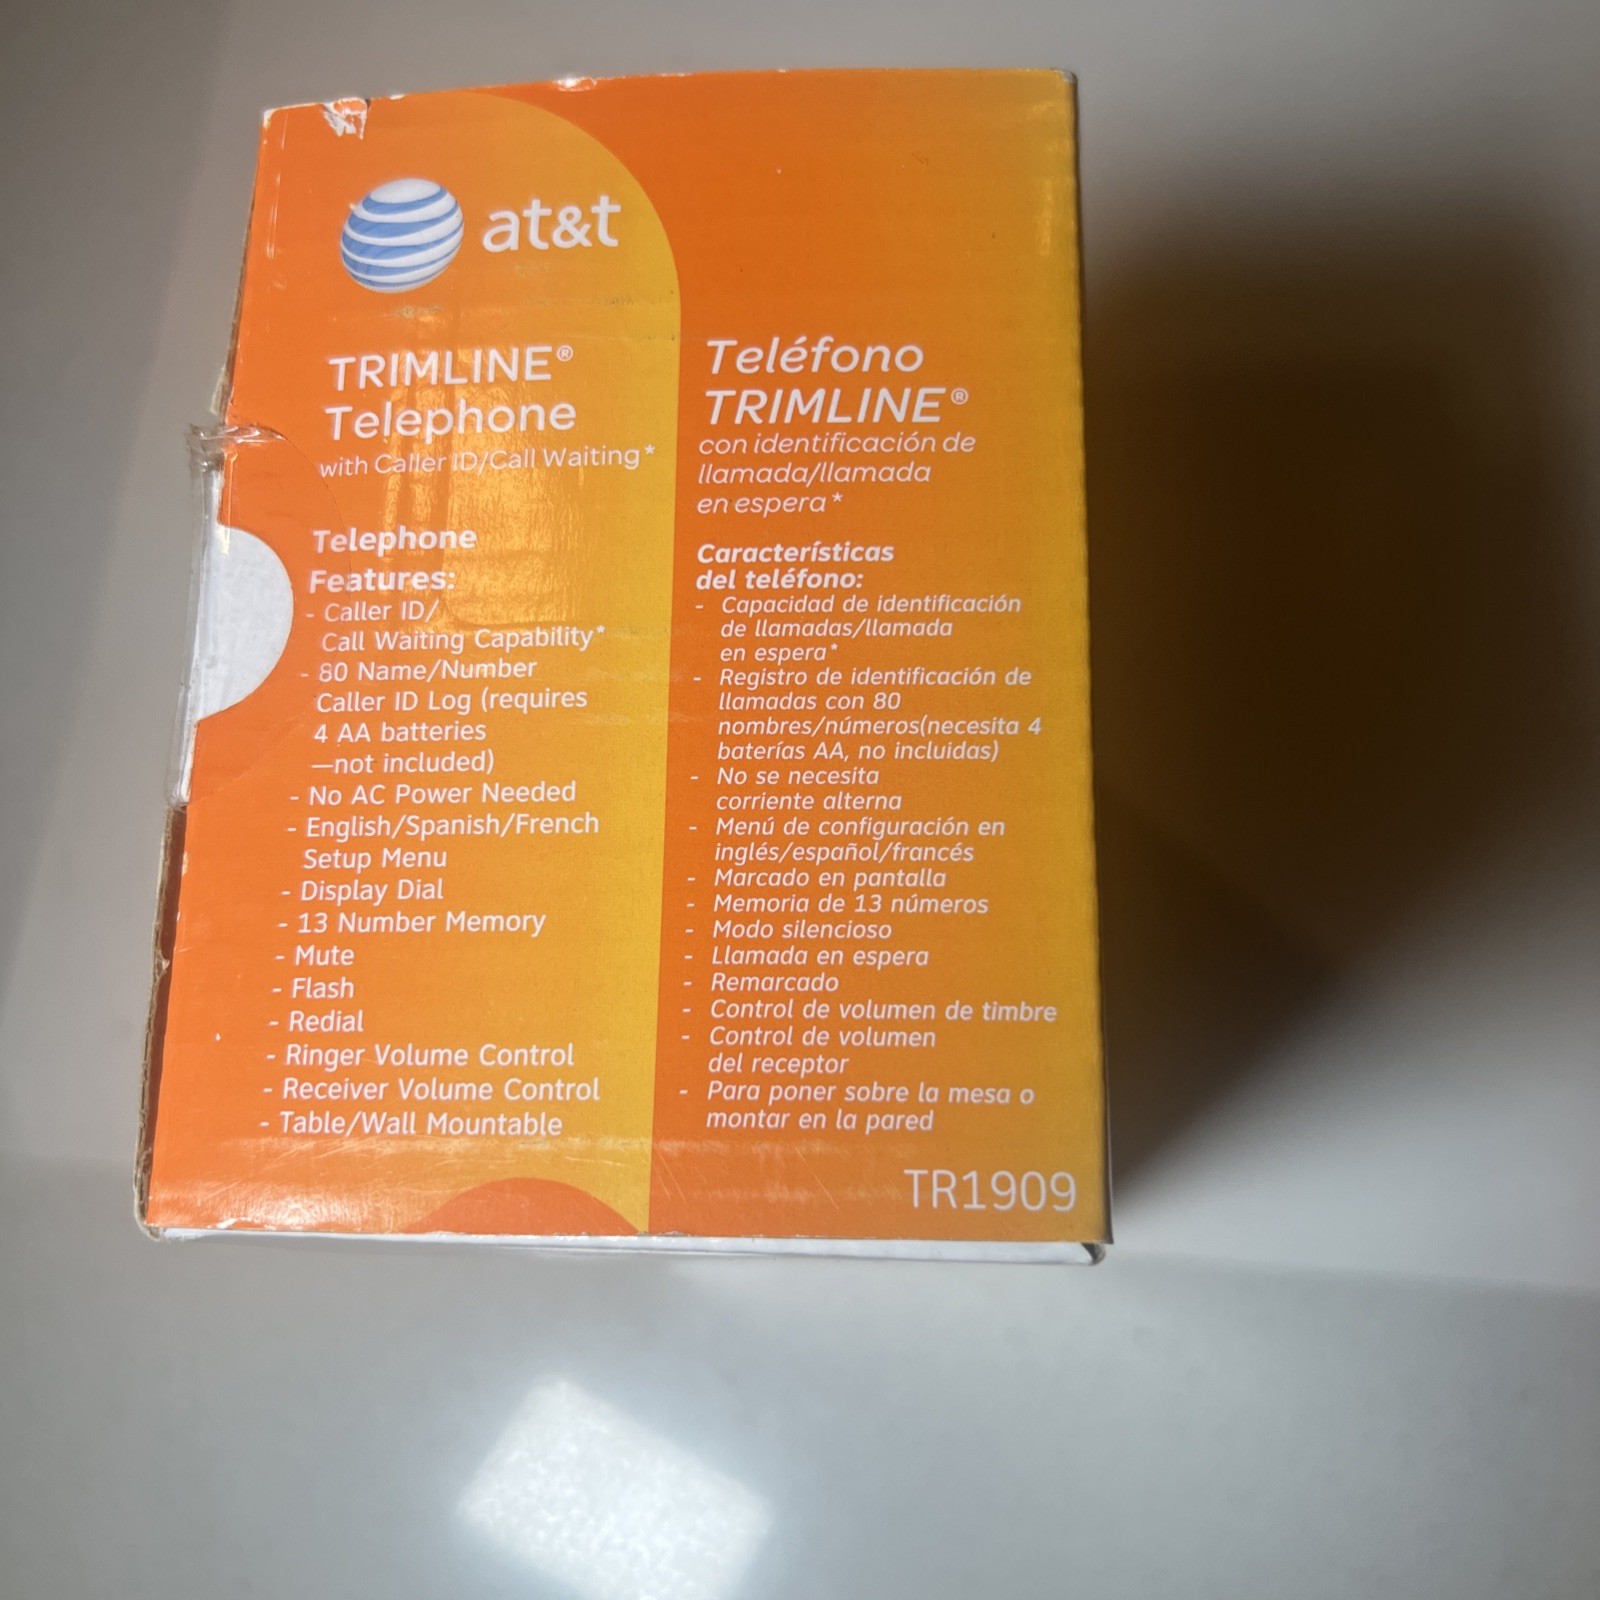 at&t
TRIMLINE®
Telephone
with Caller ID/Call Waiting*
Telephone
Features:
- Caller ID/
Call Waiting Capability*
- 80 Name/Number
Caller ID Log (requires
4 AA batteries
—not included)
- No AC Power Needed
- English/Spanish/French
Setup Menu
- Display Dial
- 13 Number Memory
- Mute
- Flash
- Redial
- Ringer Volume Control
- Receiver Volume Control
- Table/Wall Mountable
Teléfono
TRIMLINE®
con identificación de
llamada/llamada
en espera*
Características
del teléfono:
- Capacidad de identificación
de llamadas/llamada
en espera*
- Registro de identificación de
llamadas con 80
nombres/números(necesita 4
baterías AA, no incluidas)
- No se necesita
corriente alterna
- Menú de configuración en
inglés/español/francés
- Marcado en pantalla
- Memoria de 13 números
- Modo silencioso
- Llamada en espera
- Remarcado
- Control de volumen de timbre
- Control de volumen
del receptor
- Para poner sobre la mesa o
montar en la pared
TR1909